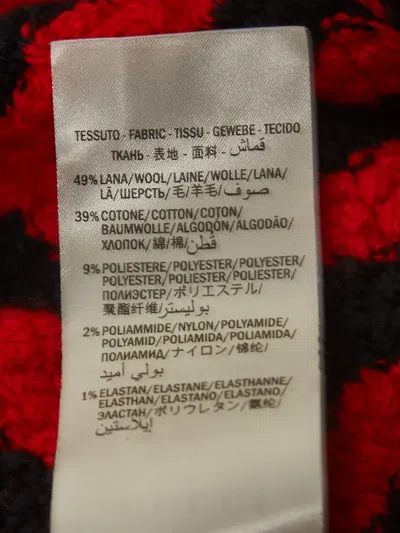 TESSUTO - FABRIC - TISSU - GEWEBE - TECIDO
ТКАНЬ - 表地 - 面料 - قماش
49% LANA/WOOL/LAINE/WOLLE/LANA/
LÃ/ШЕРСТЬ/毛/羊毛/صوف
39% COTONE/COTTON/COTON/
BAUMWOLLE/ALGODÓN/ALGODÃO/
ХЛОПОК/綿/棉/قطن
9% POLIESTERE/POLYESTER/POLYESTER/
POLYESTER/POLIESTER/POLIESTER/
ПОЛИЭСТЕР/ポリエステル/
聚酯纤维/بوليستر
2% POLIAMMIDE/NYLON/POLYAMIDE/
POLYAMID/POLIAMIDA/POLIAMIDA/
ПОЛИАМИД/ナイロン/锦纶/
بولي أميد
1% ELASTAN/ELASTANE/ELASTHANNE/
ELASTHAN/ELASTANO/ELASTANO/
ЭЛАСТАН/ポリウレタン/氨纶/
إيلاستين